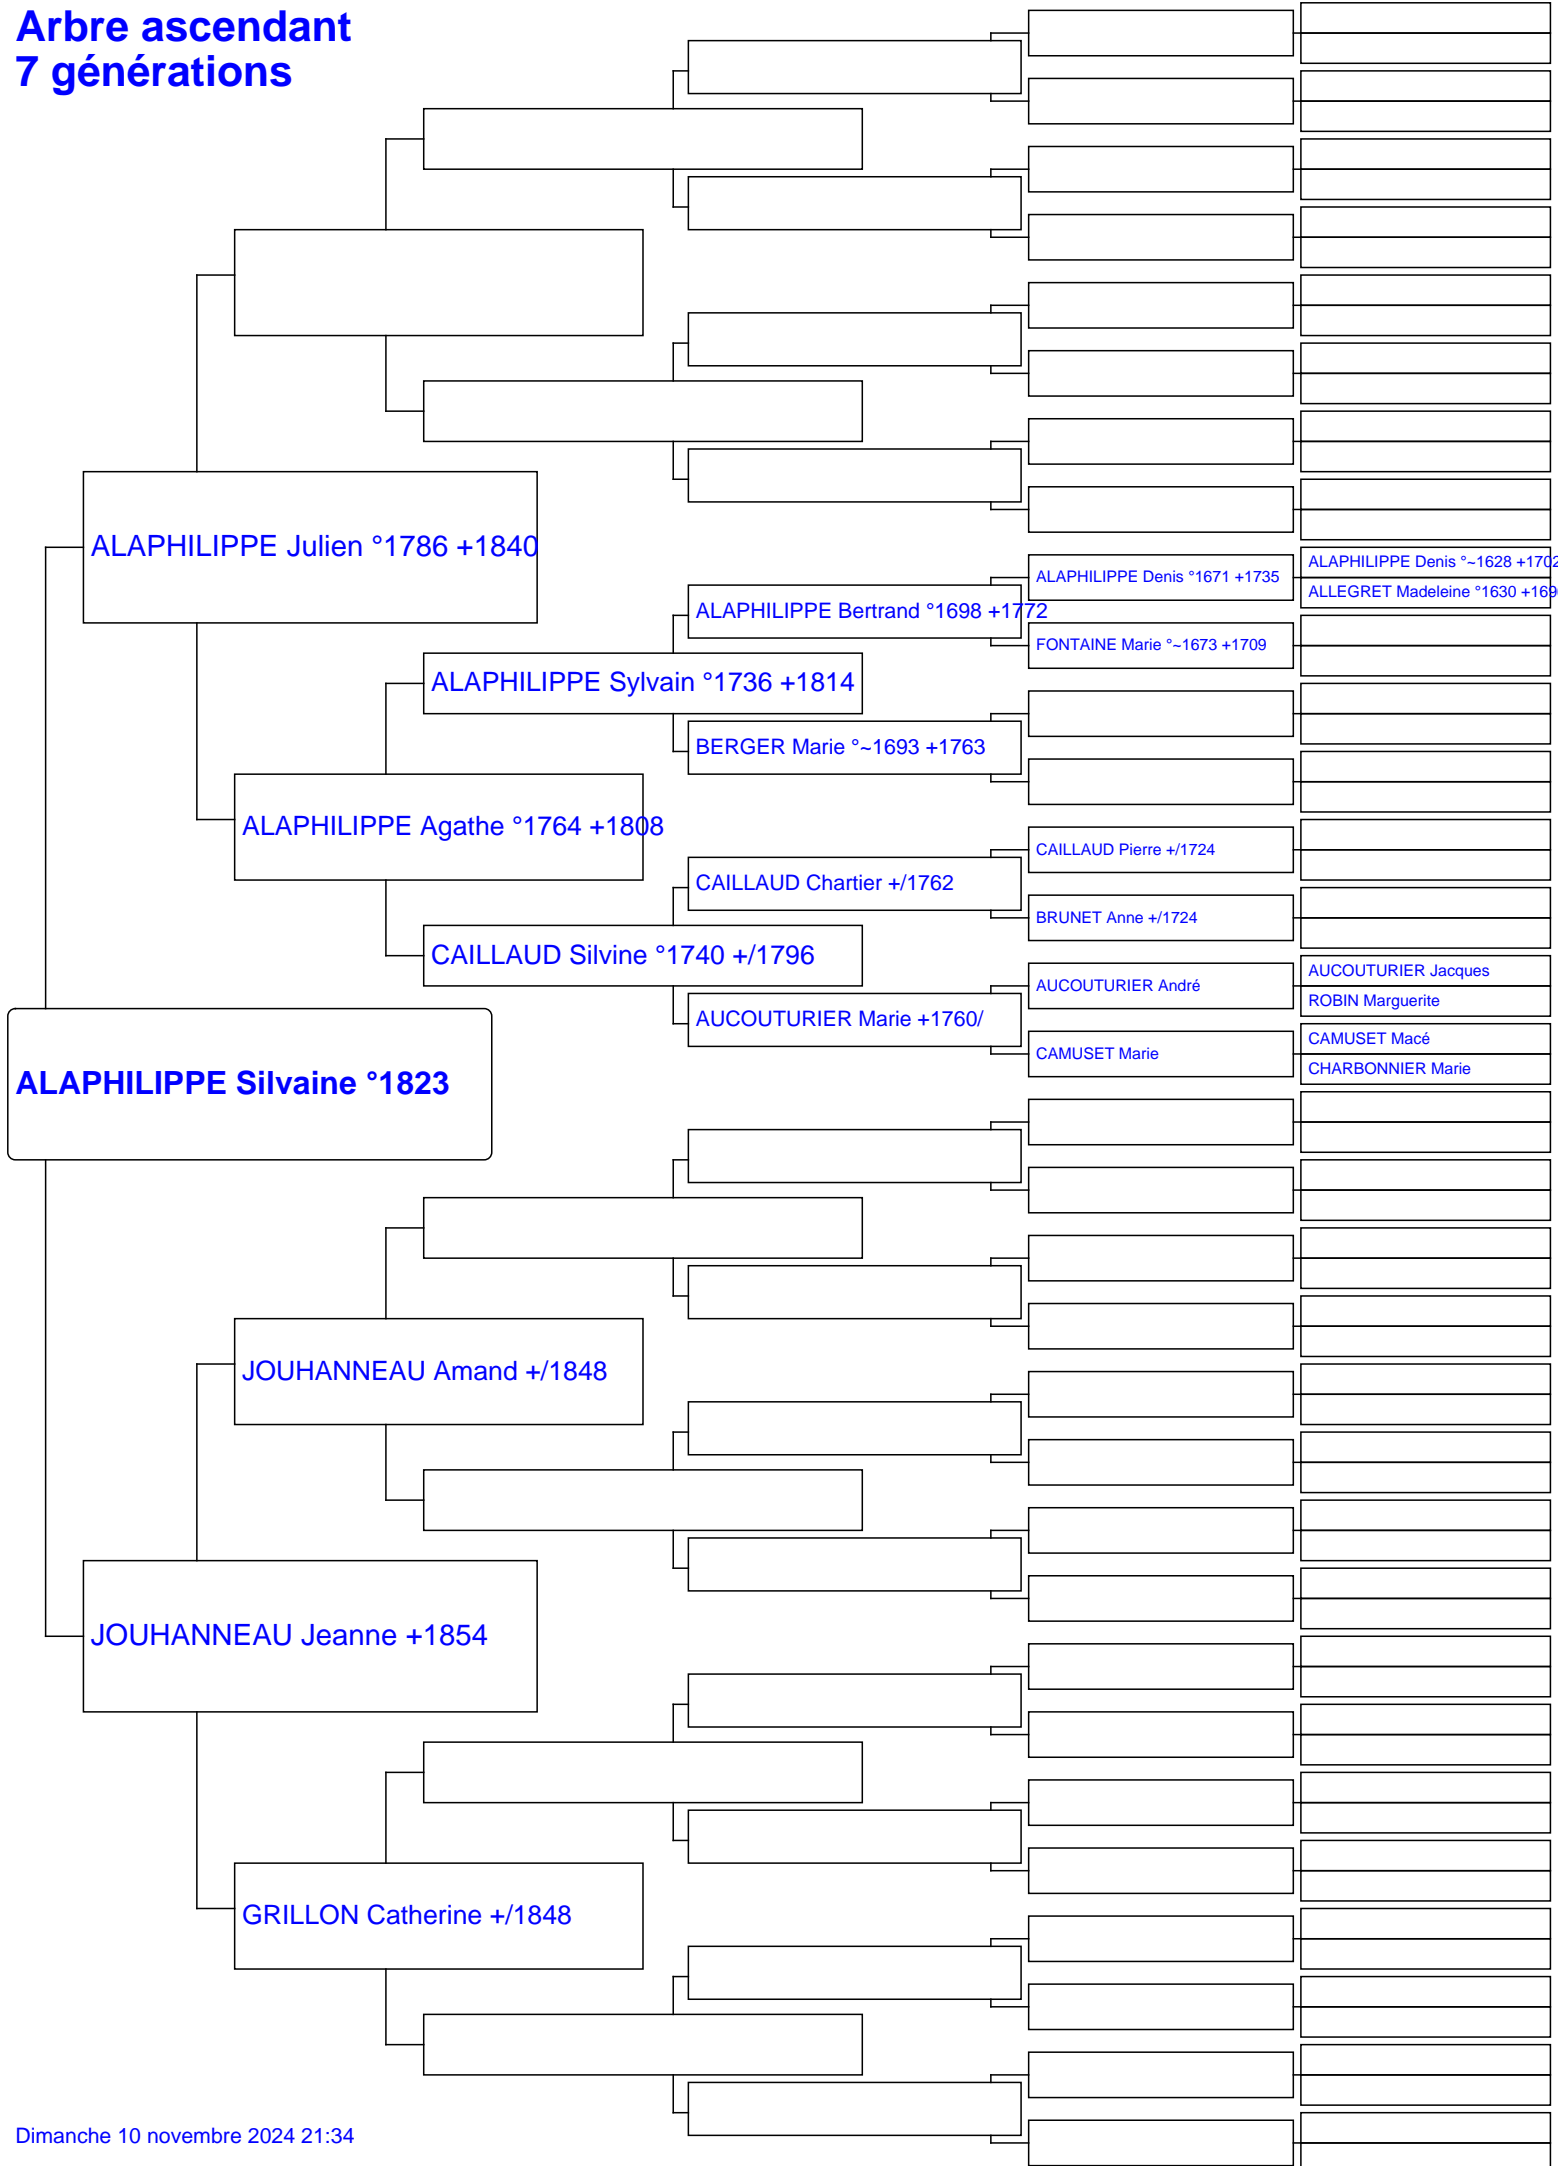 Arbre ascendant
7 générations
ALAPHILIPPE Julien °1786 +1840
ALAPHILIPPE Denis °~1628 +1702
ALAPHILIPPE Denis °1671 +1735
ALLEGRET Madeleine °1630 +169
ALAPHILIPPE Bertrand °1698 +1772
FONTAINE Marie °~1673 +1709
ALAPHILIPPE Sylvain °1736 +1814
BERGER Marie °~1693 +1763
ALAPHILIPPE Agathe °1764 +1808
CAILLAUD Pierre +/1724
CAILLAUD Chartier +/1762
BRUNET Anne +/1724
CAILLAUD Silvine °1740 +/1796
AUCOUTURIER Jacques
AUCOUTURIER André
ROBIN Marguerite
AUCOUTURIER Marie +1760/
CAMUSET Macé
CAMUSET Marie
CHARBONNIER Marie
ALAPHILIPPE Silvaine °1823
JOUHANNEAU Amand +/1848
JOUHANNEAU Jeanne +1854
GRILLON Catherine +/1848
Dimanche 10 novembre 2024 21:34